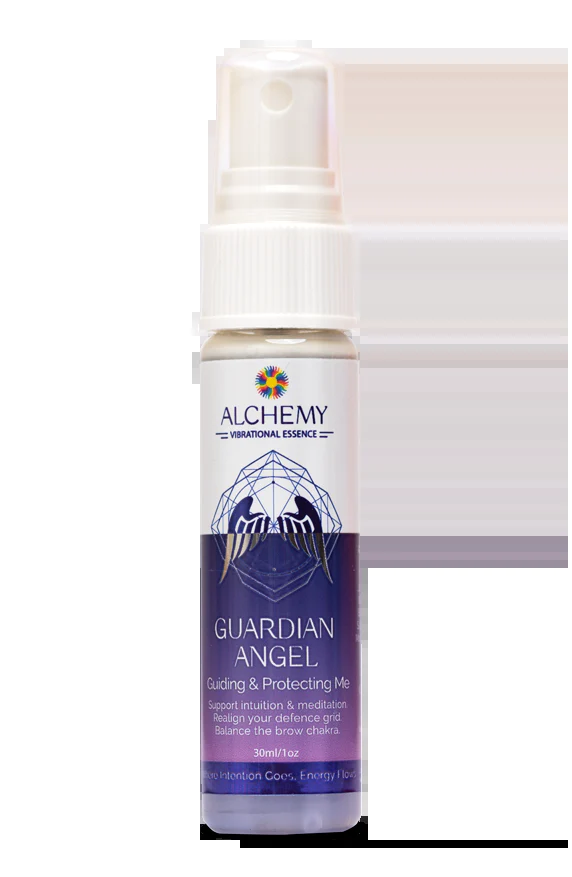 ALCHEMY
VIBRATIONAL ESSENCE
GUARDIAN
ANGEL
Guiding & Protecting Me
Support intuition & meditation.
Realign your defence grid.
Balance the brow chakra.
30ml/1oz
Intention Goes, Energy